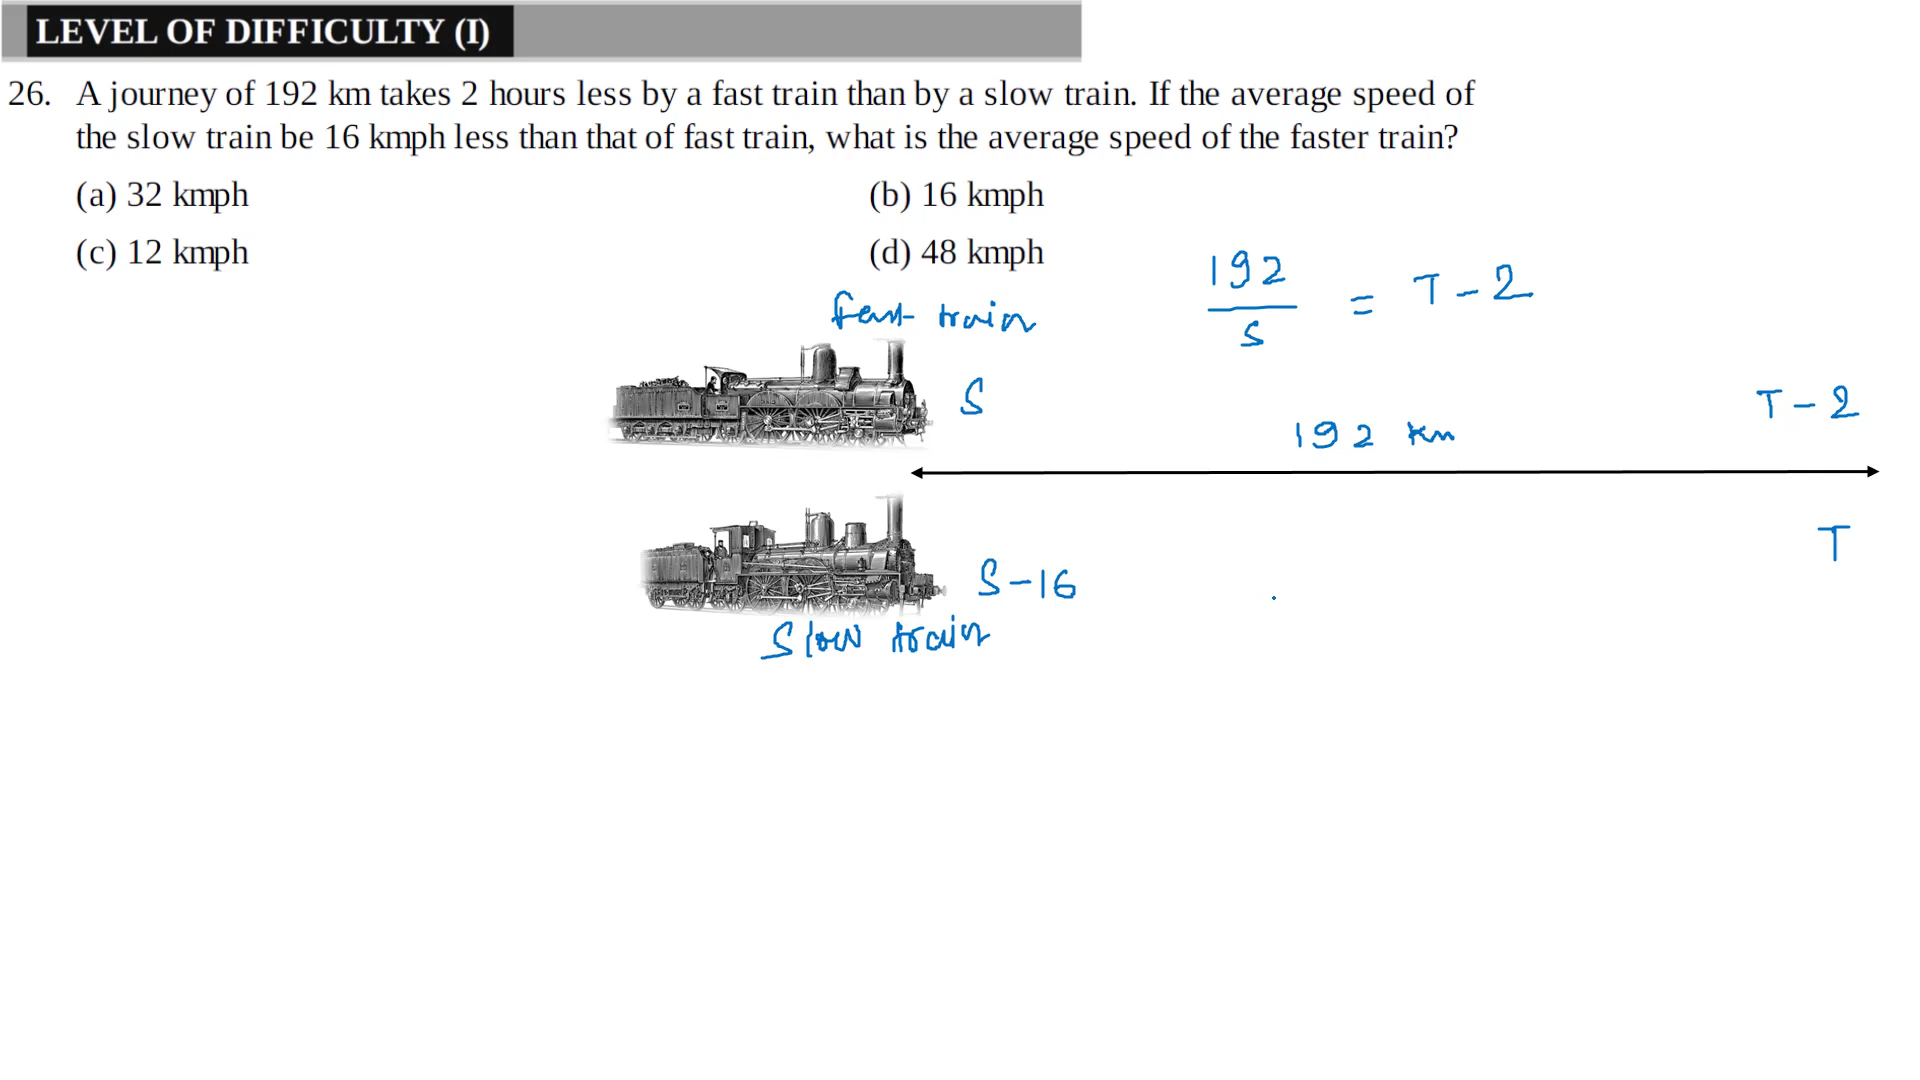 LEVEL OF DIFFICULTY (I)
26. A journey of 192 km takes 2 hours less by a fast train than by a slow train. If the average speed of
the slow train be 16 kmph less than that of fast train, what is the average speed of the faster train?
(a) 32 kmph (b) 16 kmph
(c) 12 kmph (d) 48 kmph
192/S = T-2
fast train
S
T-2
192 km
T
S-16
Slow train